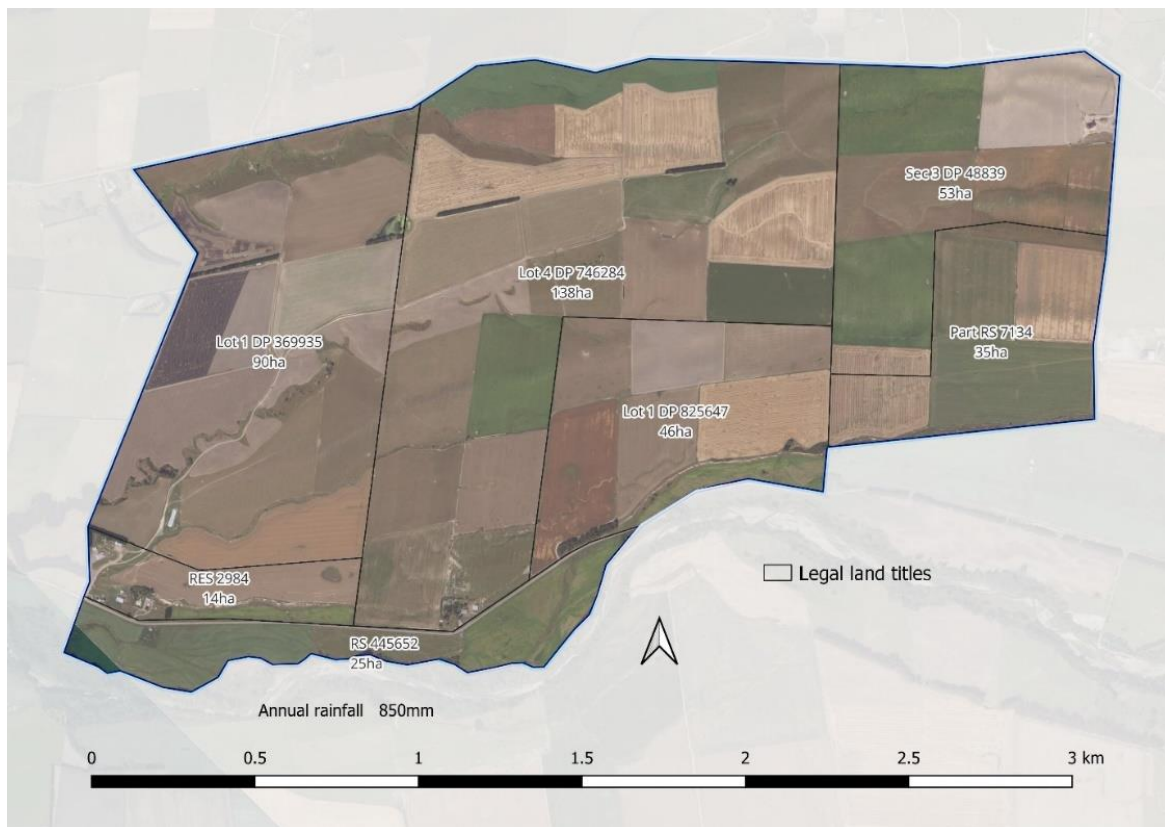 Sec 3 DP 48839
53ha
Lot 4 DP 746284
138ha
Part RS 7134
35ha
Lot 1 DP 369935
90ha
Lot 1 DP 825647
46ha
RES 2984
14ha
Legal land titles
RS 445652
25ha
Annual rainfall 850mm
0 0.5 1 1.5 2 2.5 3 km